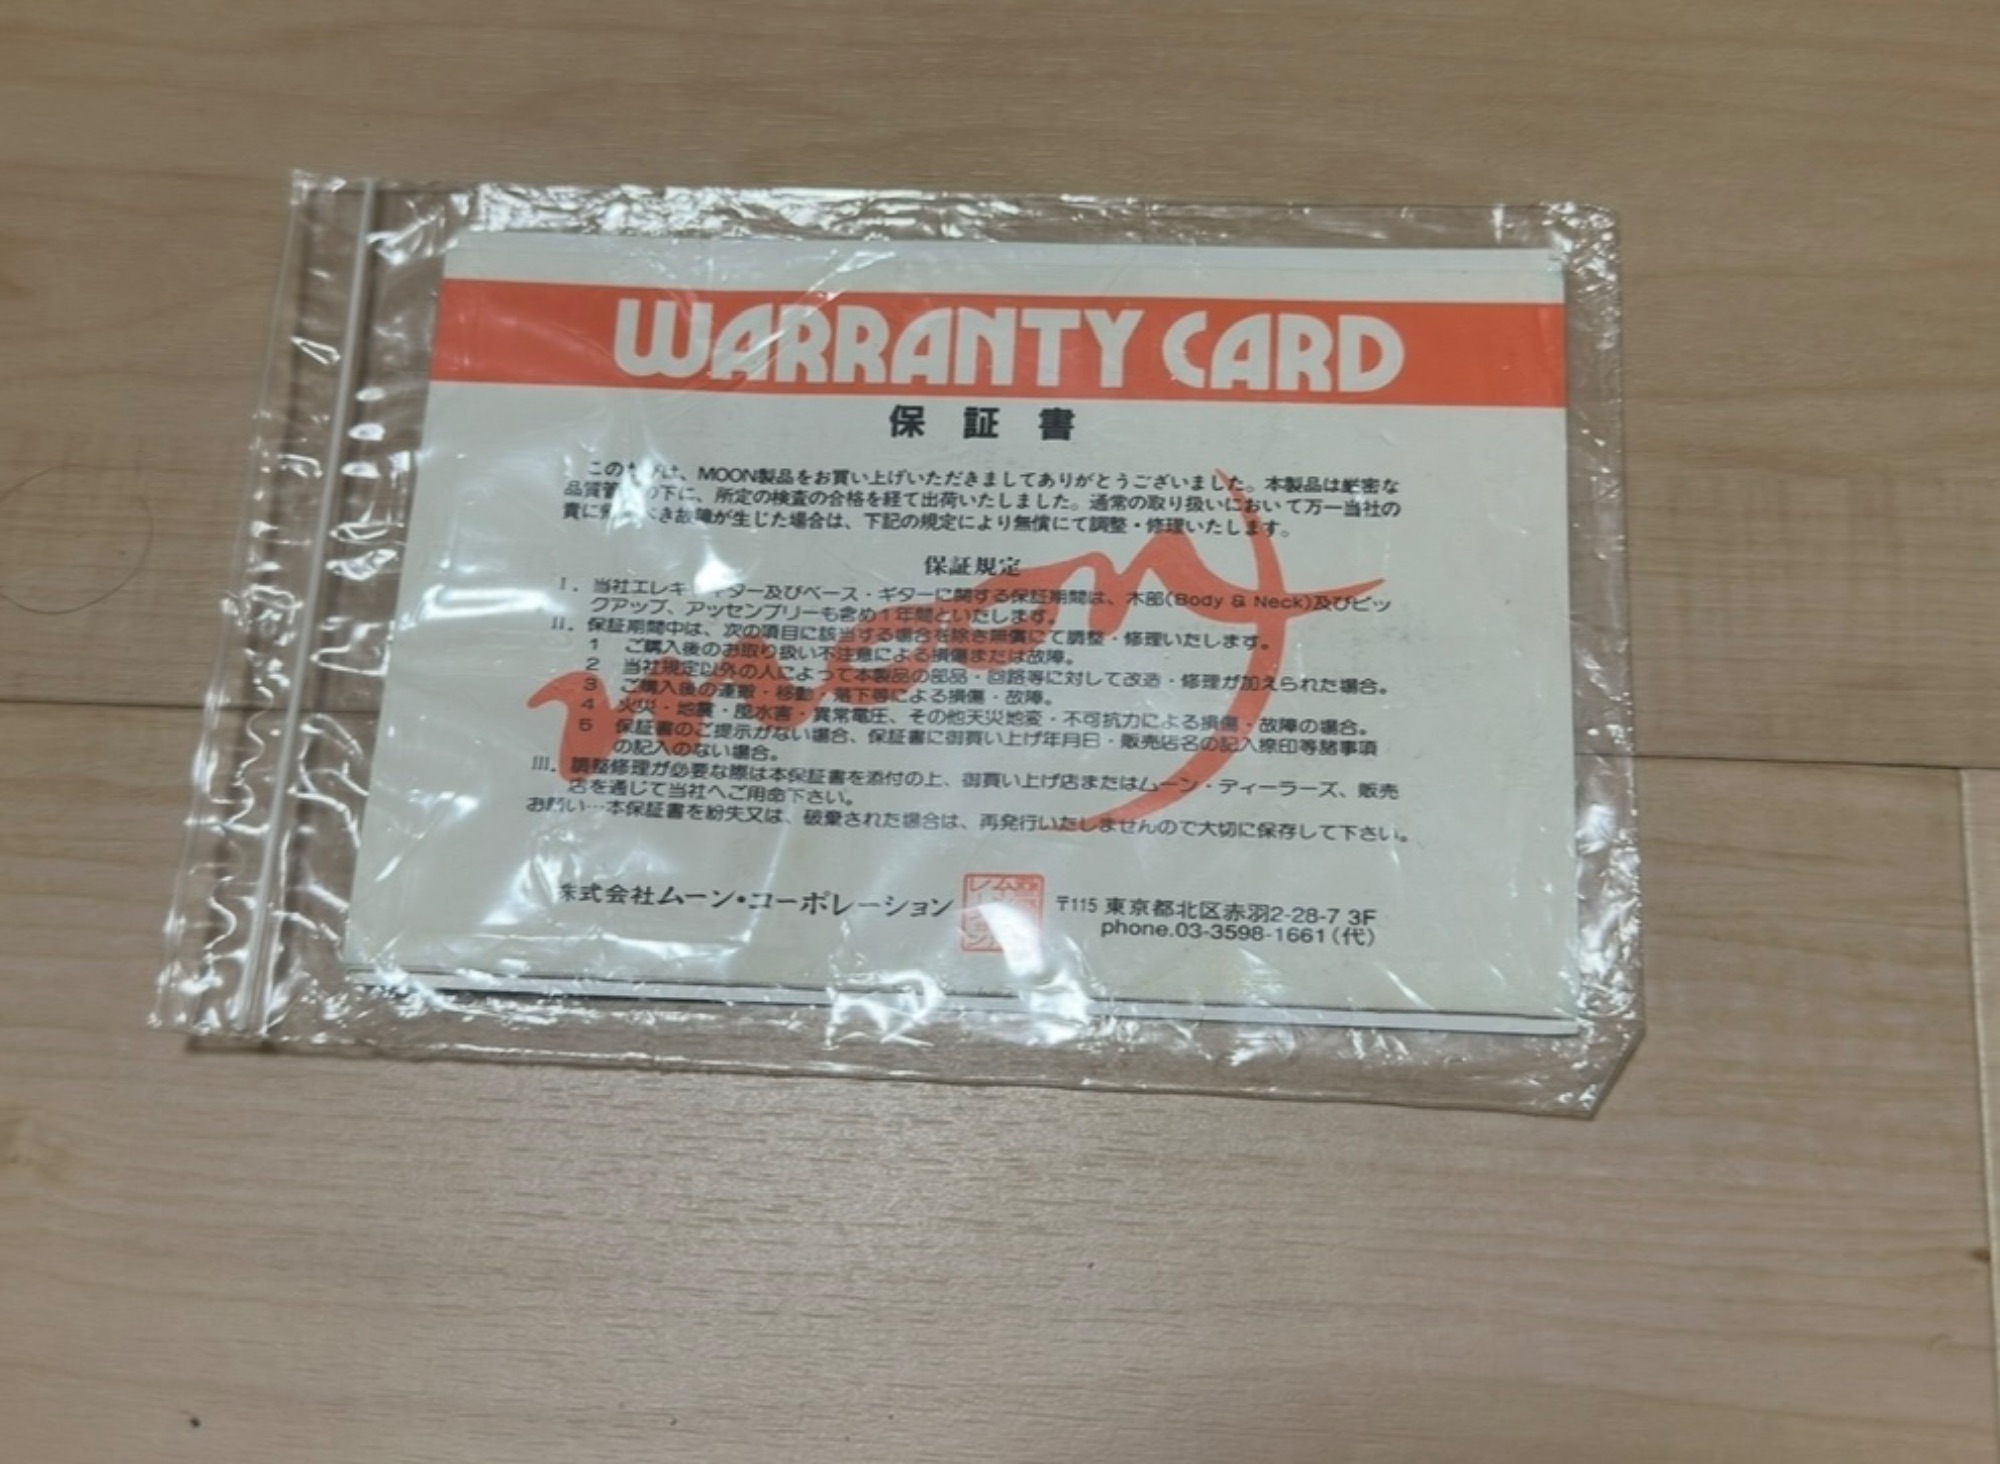 WARRANTY CARD
保証書
このたびは、MOON製品をお買い上げいただきましてありがとうございました。本製品は厳密な
品質管の下に、所定の検査の合格を経て出荷いたしました。通常の取り扱いにおいて万一当社の
責にべき故障が生じた場合は、下記の規定により無償にて調整・修理いたします。
保証規定
I. 当社エレキ・ギター及びベース・ギターに関する保証期間は、木部(Body & Neck)及びピッ
クアップ、アッセンブリーも含め1年間といたします。
II. 保証期間中は、次の項目に該当する場合を除き無償にて調整・修理いたします。
1 ご購入後のお取り扱い不注意による損傷または故障。
2 当社規定以外の人によって本製品の部品・回路等に対して改造・修理が加えられた場合。
3 ご購入後の運搬・移動・落下等による損傷・故障。
4 火災・地震・風水害・異常電圧、その他天災地変・不可抗力による損傷・故障の場合。
5 保証書のご提示がない場合、保証書に御買い上げ年月日・販売店名の記入捺印等諸事項
の記入のない場合。
III. 調整修理が必要な際は本保証書を添付の上、御買い上げ店またはムーン・ディーラーズ、販売
店を通じて当社へご用命下さい。
お願い…本保証書を紛失又は、破棄された場合は、再発行いたしませんので大切に保存して下さい。
moon
株式会社ムーン・コーポレーション
〒115 東京都北区赤羽2-28-7 3F
phone.03-3598-1661(代)